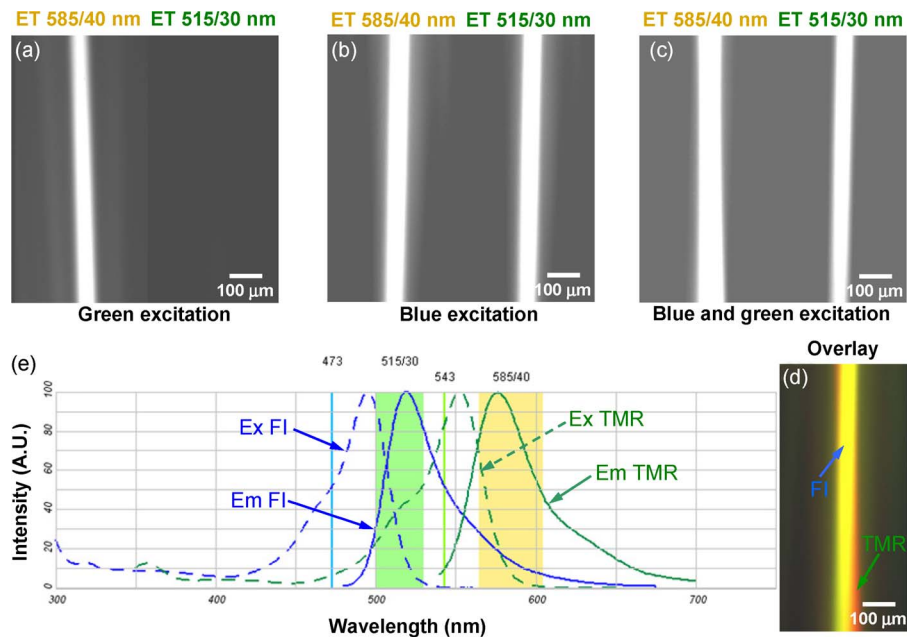 ET 585/40 nm ET 515/30 nm
(a)
100 µm
Green excitation
ET 585/40 nm ET 515/30 nm
(b)
100 µm
Blue excitation
ET 585/40 nm ET 515/30 nm
(c)
100 µm
Blue and green excitation
(e)
473 515/30 543 585/40
100
80
60
40
20
0
Intensity (A.U.)
Ex Fl
Em Fl
Ex TMR
Em TMR
300 400 500 600 700
Wavelength (nm)
Overlay
(d)
Fl
TMR
100 µm